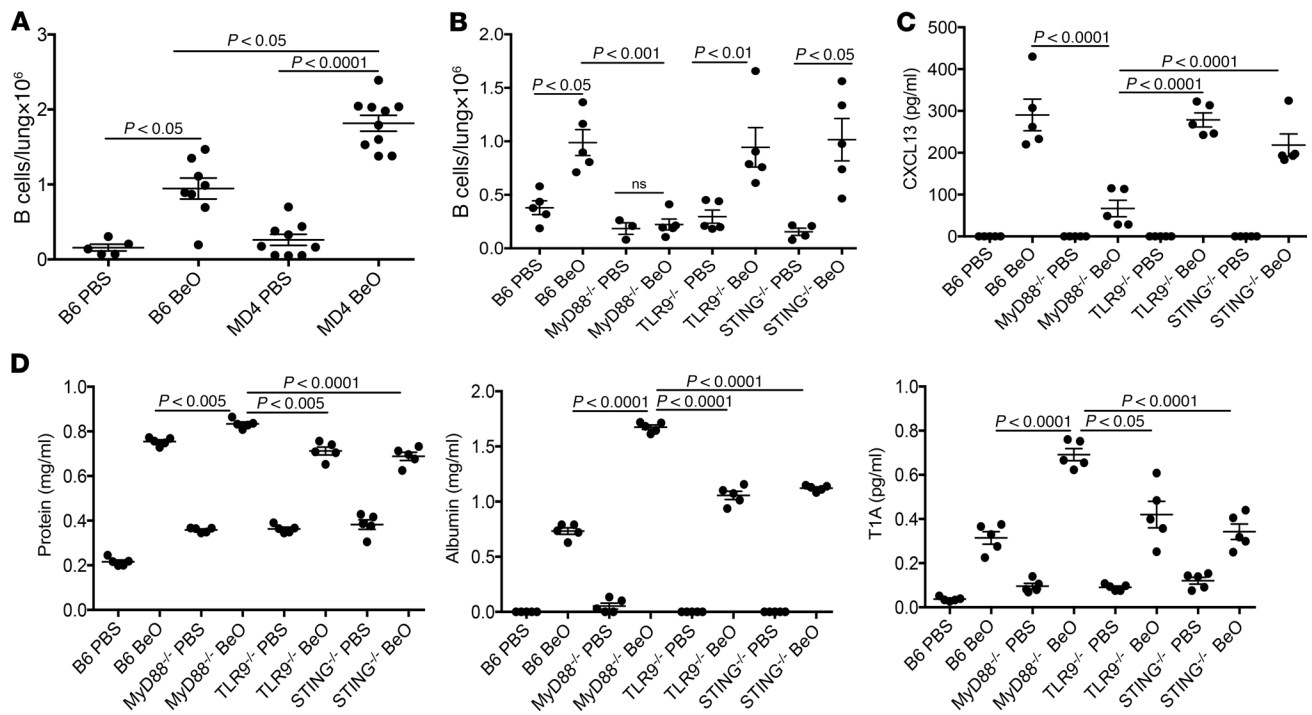 A
B cells/lung×10⁶
3
2
1
0
P < 0.05
P < 0.0001
P < 0.05
B6 PBS
B6 BeO
MD4 PBS
MD4 BeO
B
B cells/lung×10⁶
2.0
1.5
1.0
0.5
0.0
P < 0.001
P < 0.01
P < 0.05
P < 0.05
ns
B6 PBS
B6 BeO
MyD88⁻/⁻ PBS
MyD88⁻/⁻ BeO
TLR9⁻/⁻ PBS
TLR9⁻/⁻ BeO
STING⁻/⁻ PBS
STING⁻/⁻ BeO
C
CXCL13 (pg/ml)
500
400
300
200
100
0
P < 0.0001
P < 0.0001
P < 0.0001
B6 PBS
B6 BeO
MyD88⁻/⁻ PBS
MyD88⁻/⁻ BeO
TLR9⁻/⁻ PBS
TLR9⁻/⁻ BeO
STING⁻/⁻ PBS
STING⁻/⁻ BeO
D
Protein (mg/ml)
1.0
0.8
0.6
0.4
0.2
0.0
P < 0.0001
P < 0.005
P < 0.005
B6 PBS
B6 BeO
MyD88⁻/⁻ PBS
MyD88⁻/⁻ BeO
TLR9⁻/⁻ PBS
TLR9⁻/⁻ BeO
STING⁻/⁻ PBS
STING⁻/⁻ BeO
Albumin (mg/ml)
2.0
1.5
1.0
0.0
P < 0.0001
P < 0.0001
P < 0.0001
B6 PBS
B6 BeO
MyD88⁻/⁻ PBS
MyD88⁻/⁻ BeO
TLR9⁻/⁻ PBS
TLR9⁻/⁻ BeO
STING⁻/⁻ PBS
STING⁻/⁻ BeO
T1A (pg/ml)
1.0
0.8
0.6
0.4
0.2
0.0
P < 0.0001
P < 0.0001
P < 0.05
B6 PBS
B6 BeO
MyD88⁻/⁻ PBS
MyD88⁻/⁻ BeO
TLR9⁻/⁻ PBS
TLR9⁻/⁻ BeO
STING⁻/⁻ PBS
STING⁻/⁻ BeO